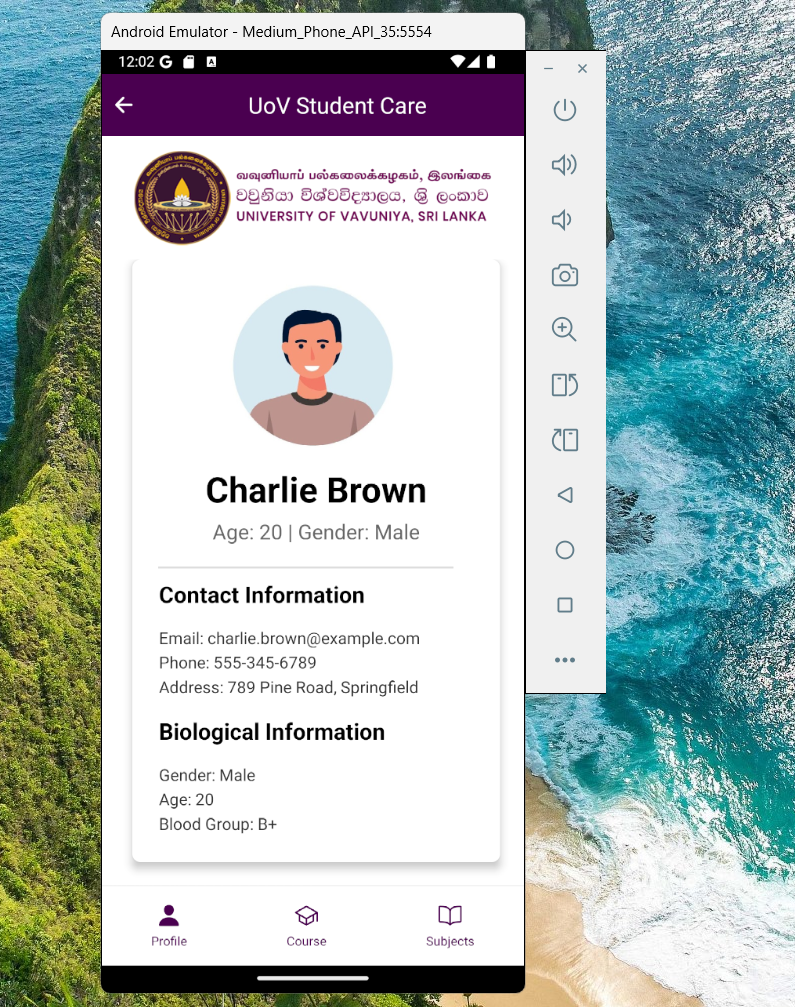 Android Emulator - Medium_Phone_API_35:5554
12:02 G A
UoV Student Care
வவுனியாப் பல்கலைக்கழகம், இலங்கை
වවුනියා විශ්වවිද්‍යාලය, ශ්‍රී ලංකාව
UNIVERSITY OF VAVUNIYA, SRI LANKA
Charlie Brown
Age: 20 | Gender: Male
Contact Information
Email: charlie.brown@example.com
Phone: 555-345-6789
Address: 789 Pine Road, Springfield
Biological Information
Gender: Male
Age: 20
Blood Group: B+
Profile
Course
Subjects